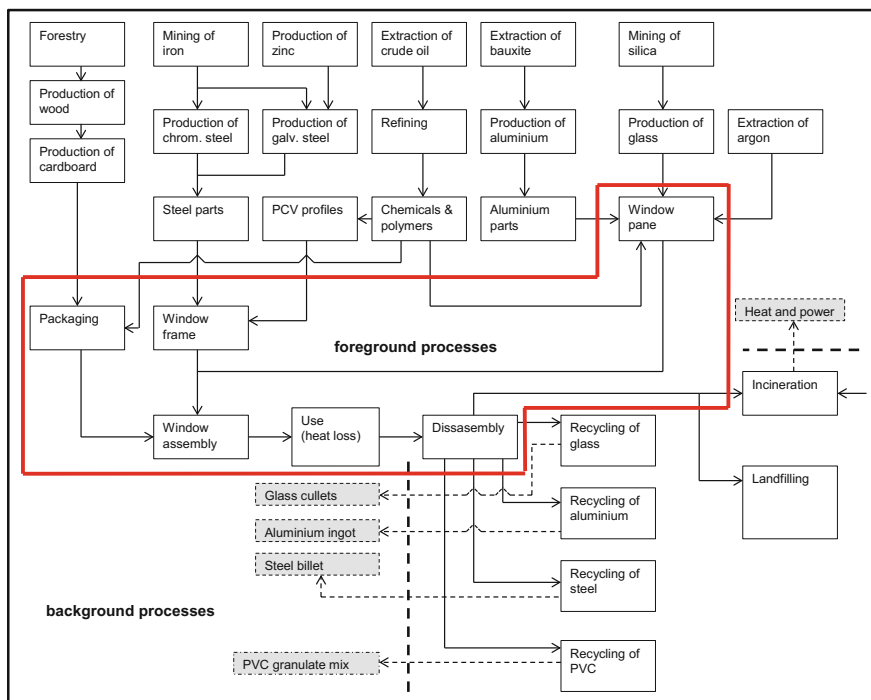 Forestry
Mining of
iron
Production of
zinc
Extraction of
crude oil
Extraction of
bauxite
Mining of
silica
Production of
wood
Production of
chrom. steel
Production of
galv. steel
Refining
Production of
aluminium
Production of
glass
Extraction of
argon
Production of
cardboard
Steel parts
PCV profiles
Chemicals &
polymers
Aluminium
parts
Window
pane
Packaging
Window
frame
foreground processes
Heat and power
Incineration
Window
assembly
Use
(heat loss)
Dissasembly
Recycling of
glass
Landfilling
Glass cullets
Recycling of
aluminium
Aluminium ingot
Steel billet
Recycling of
steel
background processes
PVC granulate mix
Recycling of
PVC